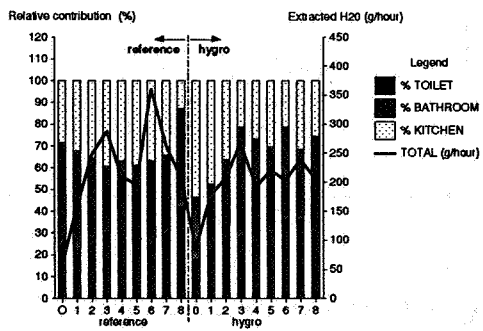 Relative contribution (%)
Extracted H20 (g/hour)
120
110
100
90
80
70
60
50
40
30
20
10
0
reference
hygro
450
400
350
300
250
200
150
100
50
0
Legend
% TOILET
% BATHROOM
% KITCHEN
TOTAL (g/hour)
O 1 2 3 4 5 6 7 8 0 1 2 3 4 5 6 7 8
reference hygro